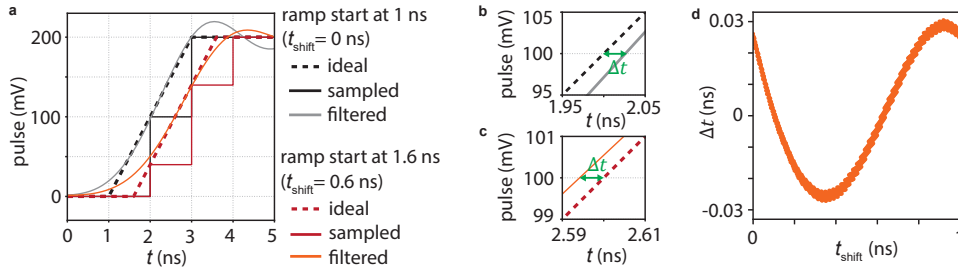 a
pulse (mV)
200
100
0
0 1 2 3 4 5
t (ns)
ramp start at 1 ns
(tshift= 0 ns)
ideal
sampled
filtered
ramp start at 1.6 ns
(tshift= 0.6 ns)
ideal
sampled
filtered
b
pulse (mV)
105
100
95
Δt
1.95 2.05
t (ns)
c
pulse (mV)
101
100
99
Δt
2.59 2.61
t (ns)
d
Δt (ns)
0.03
0
-0.03
0 1
tshift (ns)